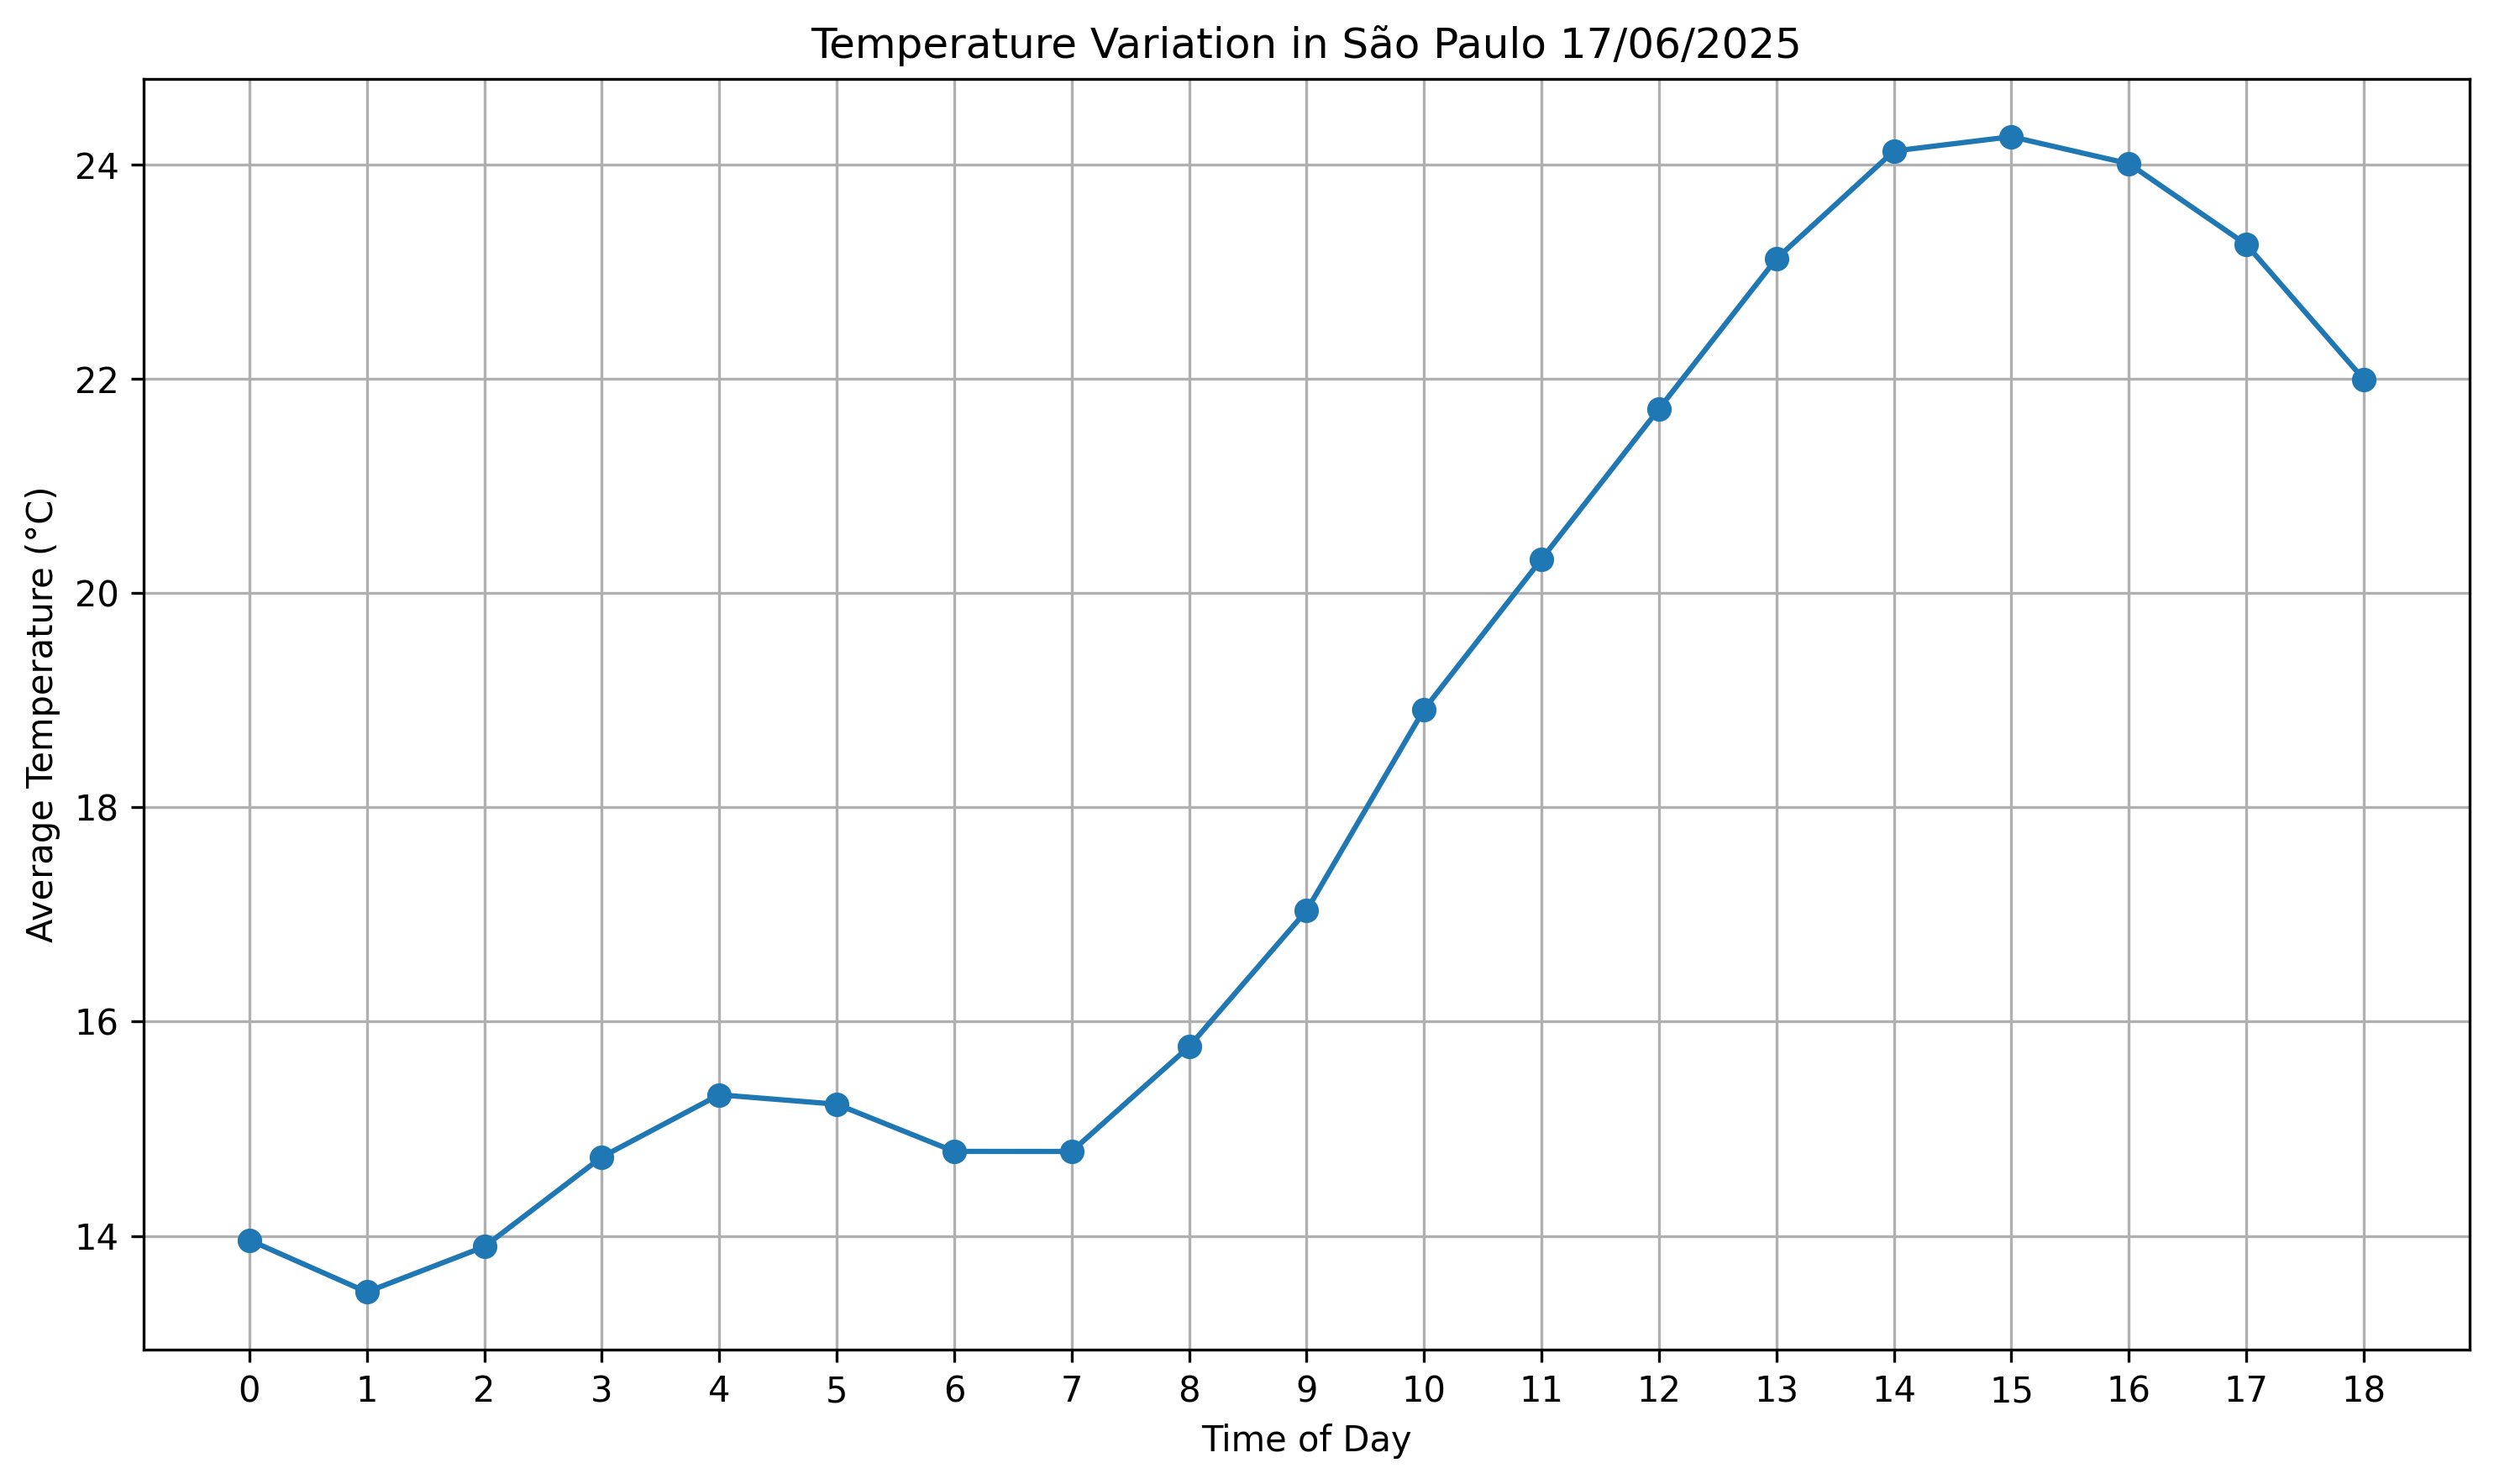 Temperature Variation in São Paulo 17/06/2025
Average Temperature (°C)
24
22
20
18
16
14
0 1 2 3 4 5 6 7 8 9 10 11 12 13 14 15 16 17 18
Time of Day